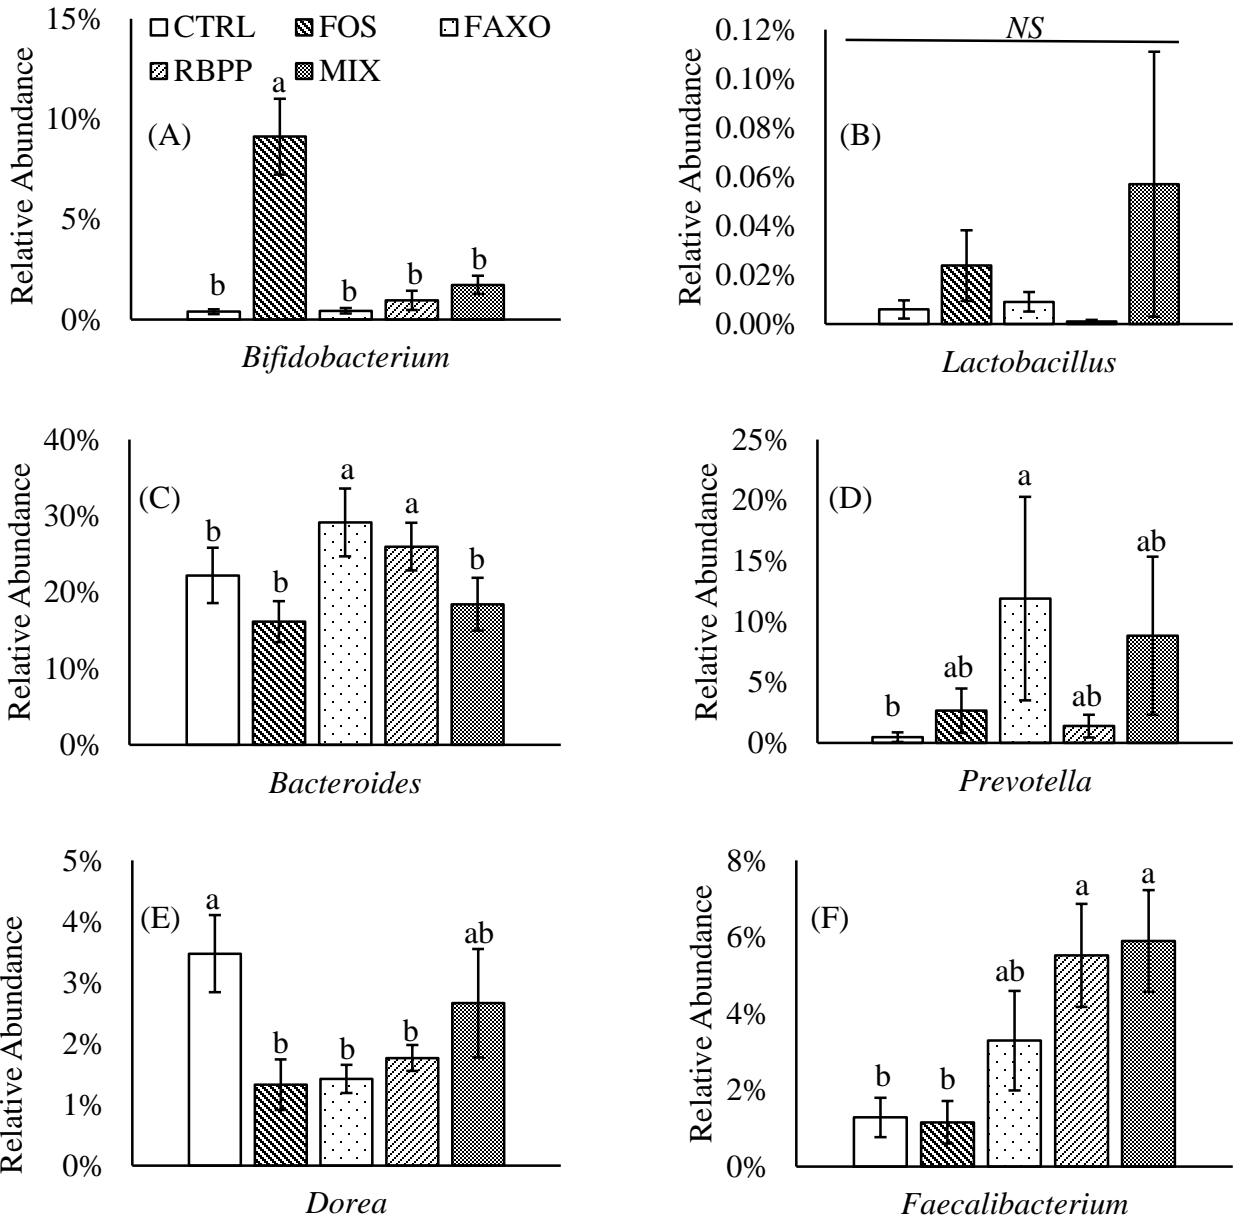 CTRL FOS FAXO
RBPP MIX
15%
10%
5%
0%
Relative Abundance
(A)
b a b b b
Bifidobacterium
NS
0.12%
0.10%
0.08%
0.06%
0.04%
0.02%
0.00%
Relative Abundance
(B)
Lactobacillus
40%
30%
20%
10%
0%
Relative Abundance
(C)
b b a a b
Bacteroides
25%
20%
15%
10%
5%
0%
Relative Abundance
(D)
b ab a ab ab
Prevotella
5%
4%
3%
2%
1%
0%
Relative Abundance
(E)
a b b b ab
Dorea
8%
6%
4%
2%
0%
Relative Abundance
(F)
b b ab a a
Faecalibacterium